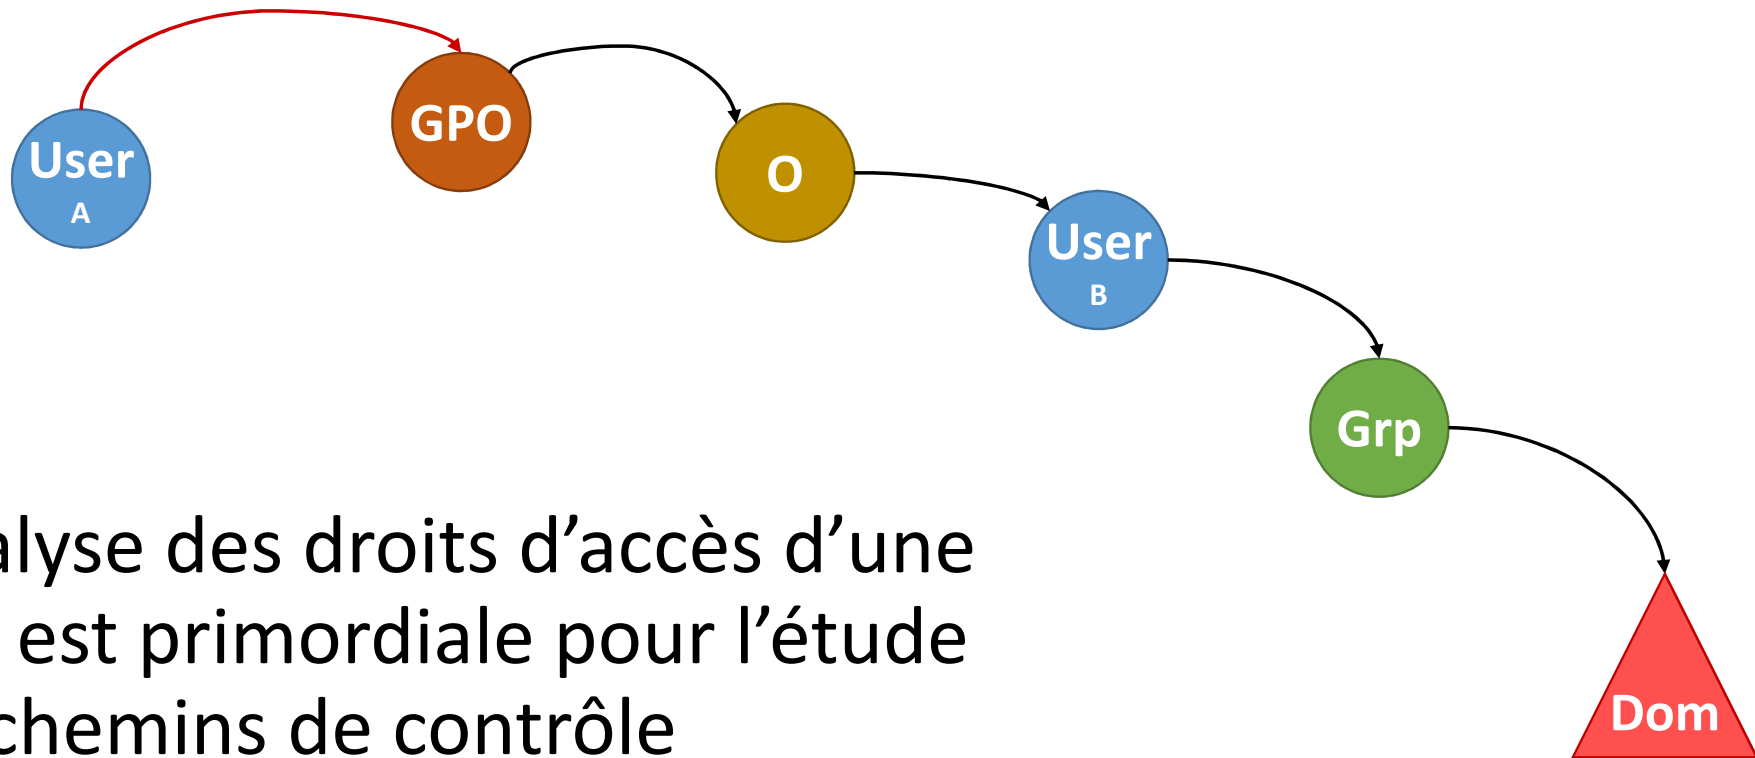 User
A
GPO
O
User
B
Grp
alyse des droits d’accès d’une
est primordiale pour l’étude
chemins de contrôle
Dom